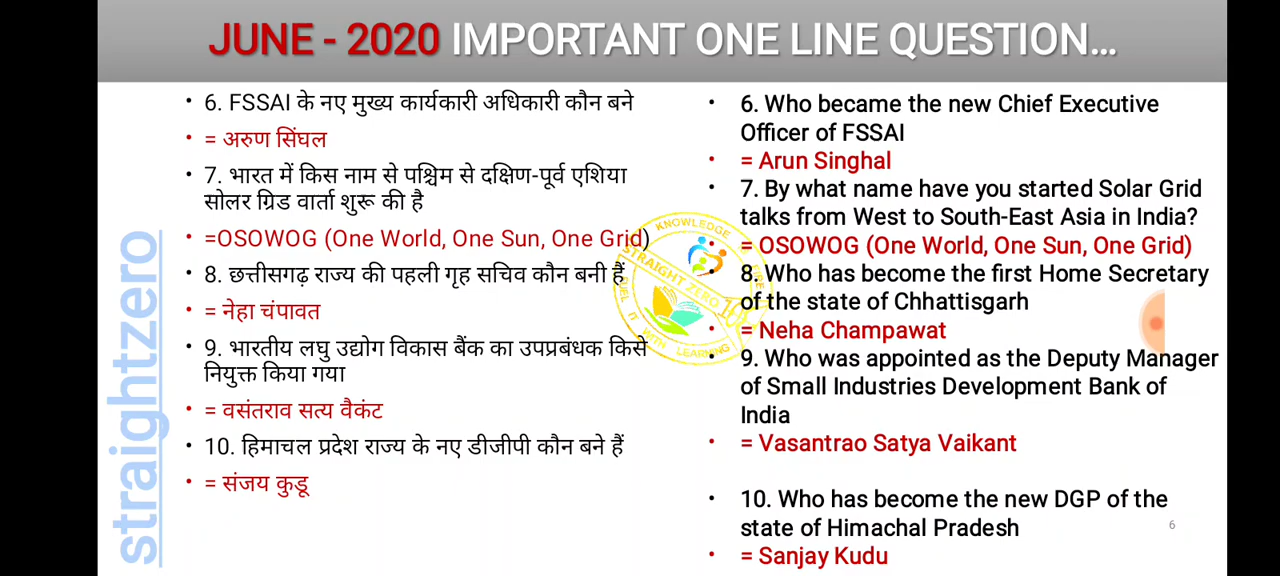 JUNE - 2020 IMPORTANT ONE LINE QUESTION...
• 6. FSSAI के नए मुख्य कार्यकारी अधिकारी कौन बने
• = अरुण सिंघल
• 7. भारत में किस नाम से पश्चिम से दक्षिण-पूर्व एशिया
सोलर ग्रिड वार्ता शुरू की है
• =OSOWOG (One World, One Sun, One Grid)
• 8. छत्तीसगढ़ राज्य की पहली गृह सचिव कौन बनी हैं
• = नेहा चंपावत
• 9. भारतीय लघु उद्योग विकास बैंक का उपप्रबंधक किसे
नियुक्त किया गया
• = वसंतराव सत्य वैकंट
• 10. हिमाचल प्रदेश राज्य के नए डीजीपी कौन बने हैं
• = संजय कुडू
• 6. Who became the new Chief Executive
Officer of FSSAI
• = Arun Singhal
• 7. By what name have you started Solar Grid
talks from West to South-East Asia in India?
• = OSOWOG (One World, One Sun, One Grid)
• 8. Who has become the first Home Secretary
of the state of Chhattisgarh
• = Neha Champawat
• 9. Who was appointed as the Deputy Manager
of Small Industries Development Bank of
India
• = Vasantrao Satya Vaikant
• 10. Who has become the new DGP of the
state of Himachal Pradesh
• = Sanjay Kudu
straightzero
KNOWLEDGE
STRAIGHT ZERO
WITH LEARNING
6